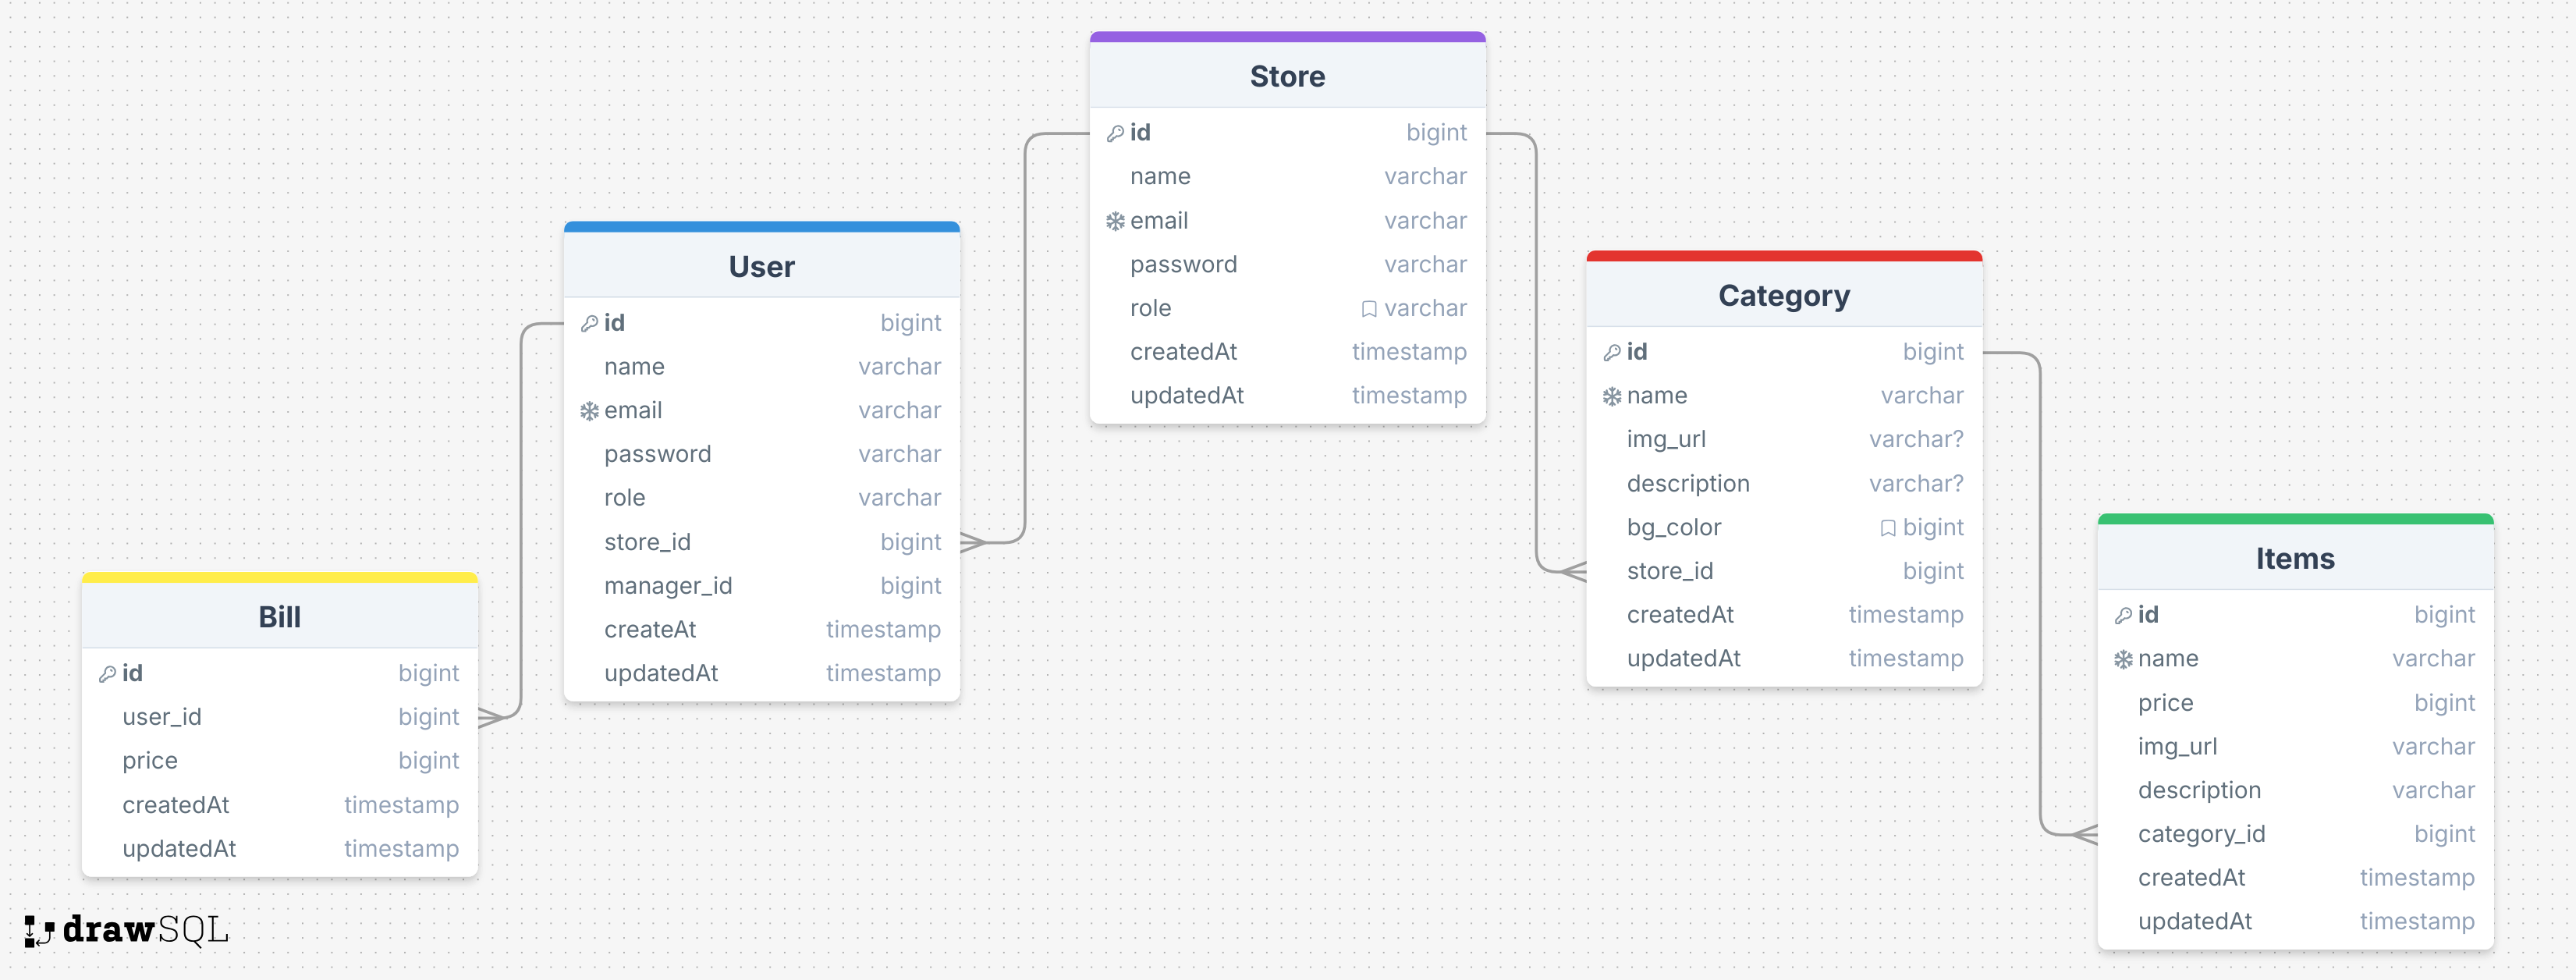 Store
id bigint
name varchar
email varchar
password varchar
role varchar
createdAt timestamp
updatedAt timestamp
User
id bigint
name varchar
email varchar
password varchar
role varchar
store_id bigint
manager_id bigint
createAt timestamp
updatedAt timestamp
Category
id bigint
name varchar
img_url varchar?
description varchar?
bg_color bigint
store_id bigint
createdAt timestamp
updatedAt timestamp
Bill
id bigint
user_id bigint
price bigint
createdAt timestamp
updatedAt timestamp
Items
id bigint
name varchar
price bigint
img_url varchar
description varchar
category_id bigint
createdAt timestamp
updatedAt timestamp
drawSQL